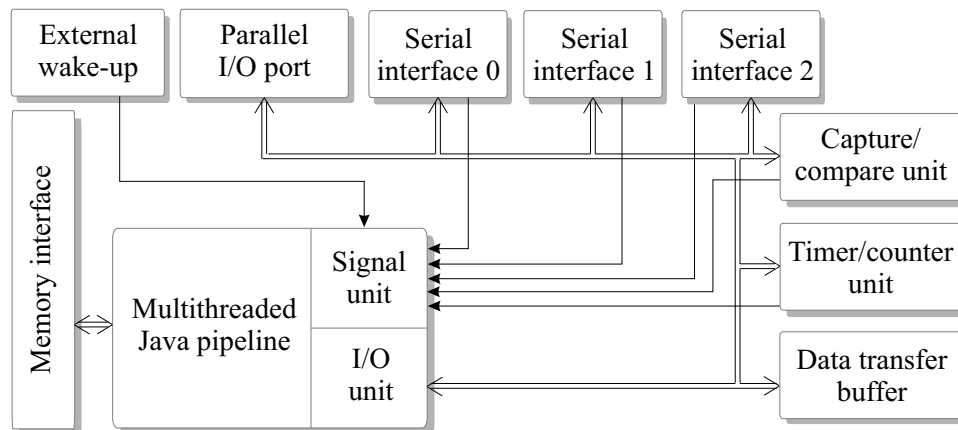 External
wake-up
Parallel
I/O port
Serial
interface 0
Serial
interface 1
Serial
interface 2
Capture/
compare unit
Memory interface
Multithreaded
Java pipeline
Signal
unit
I/O
unit
Timer/counter
unit
Data transfer
buffer